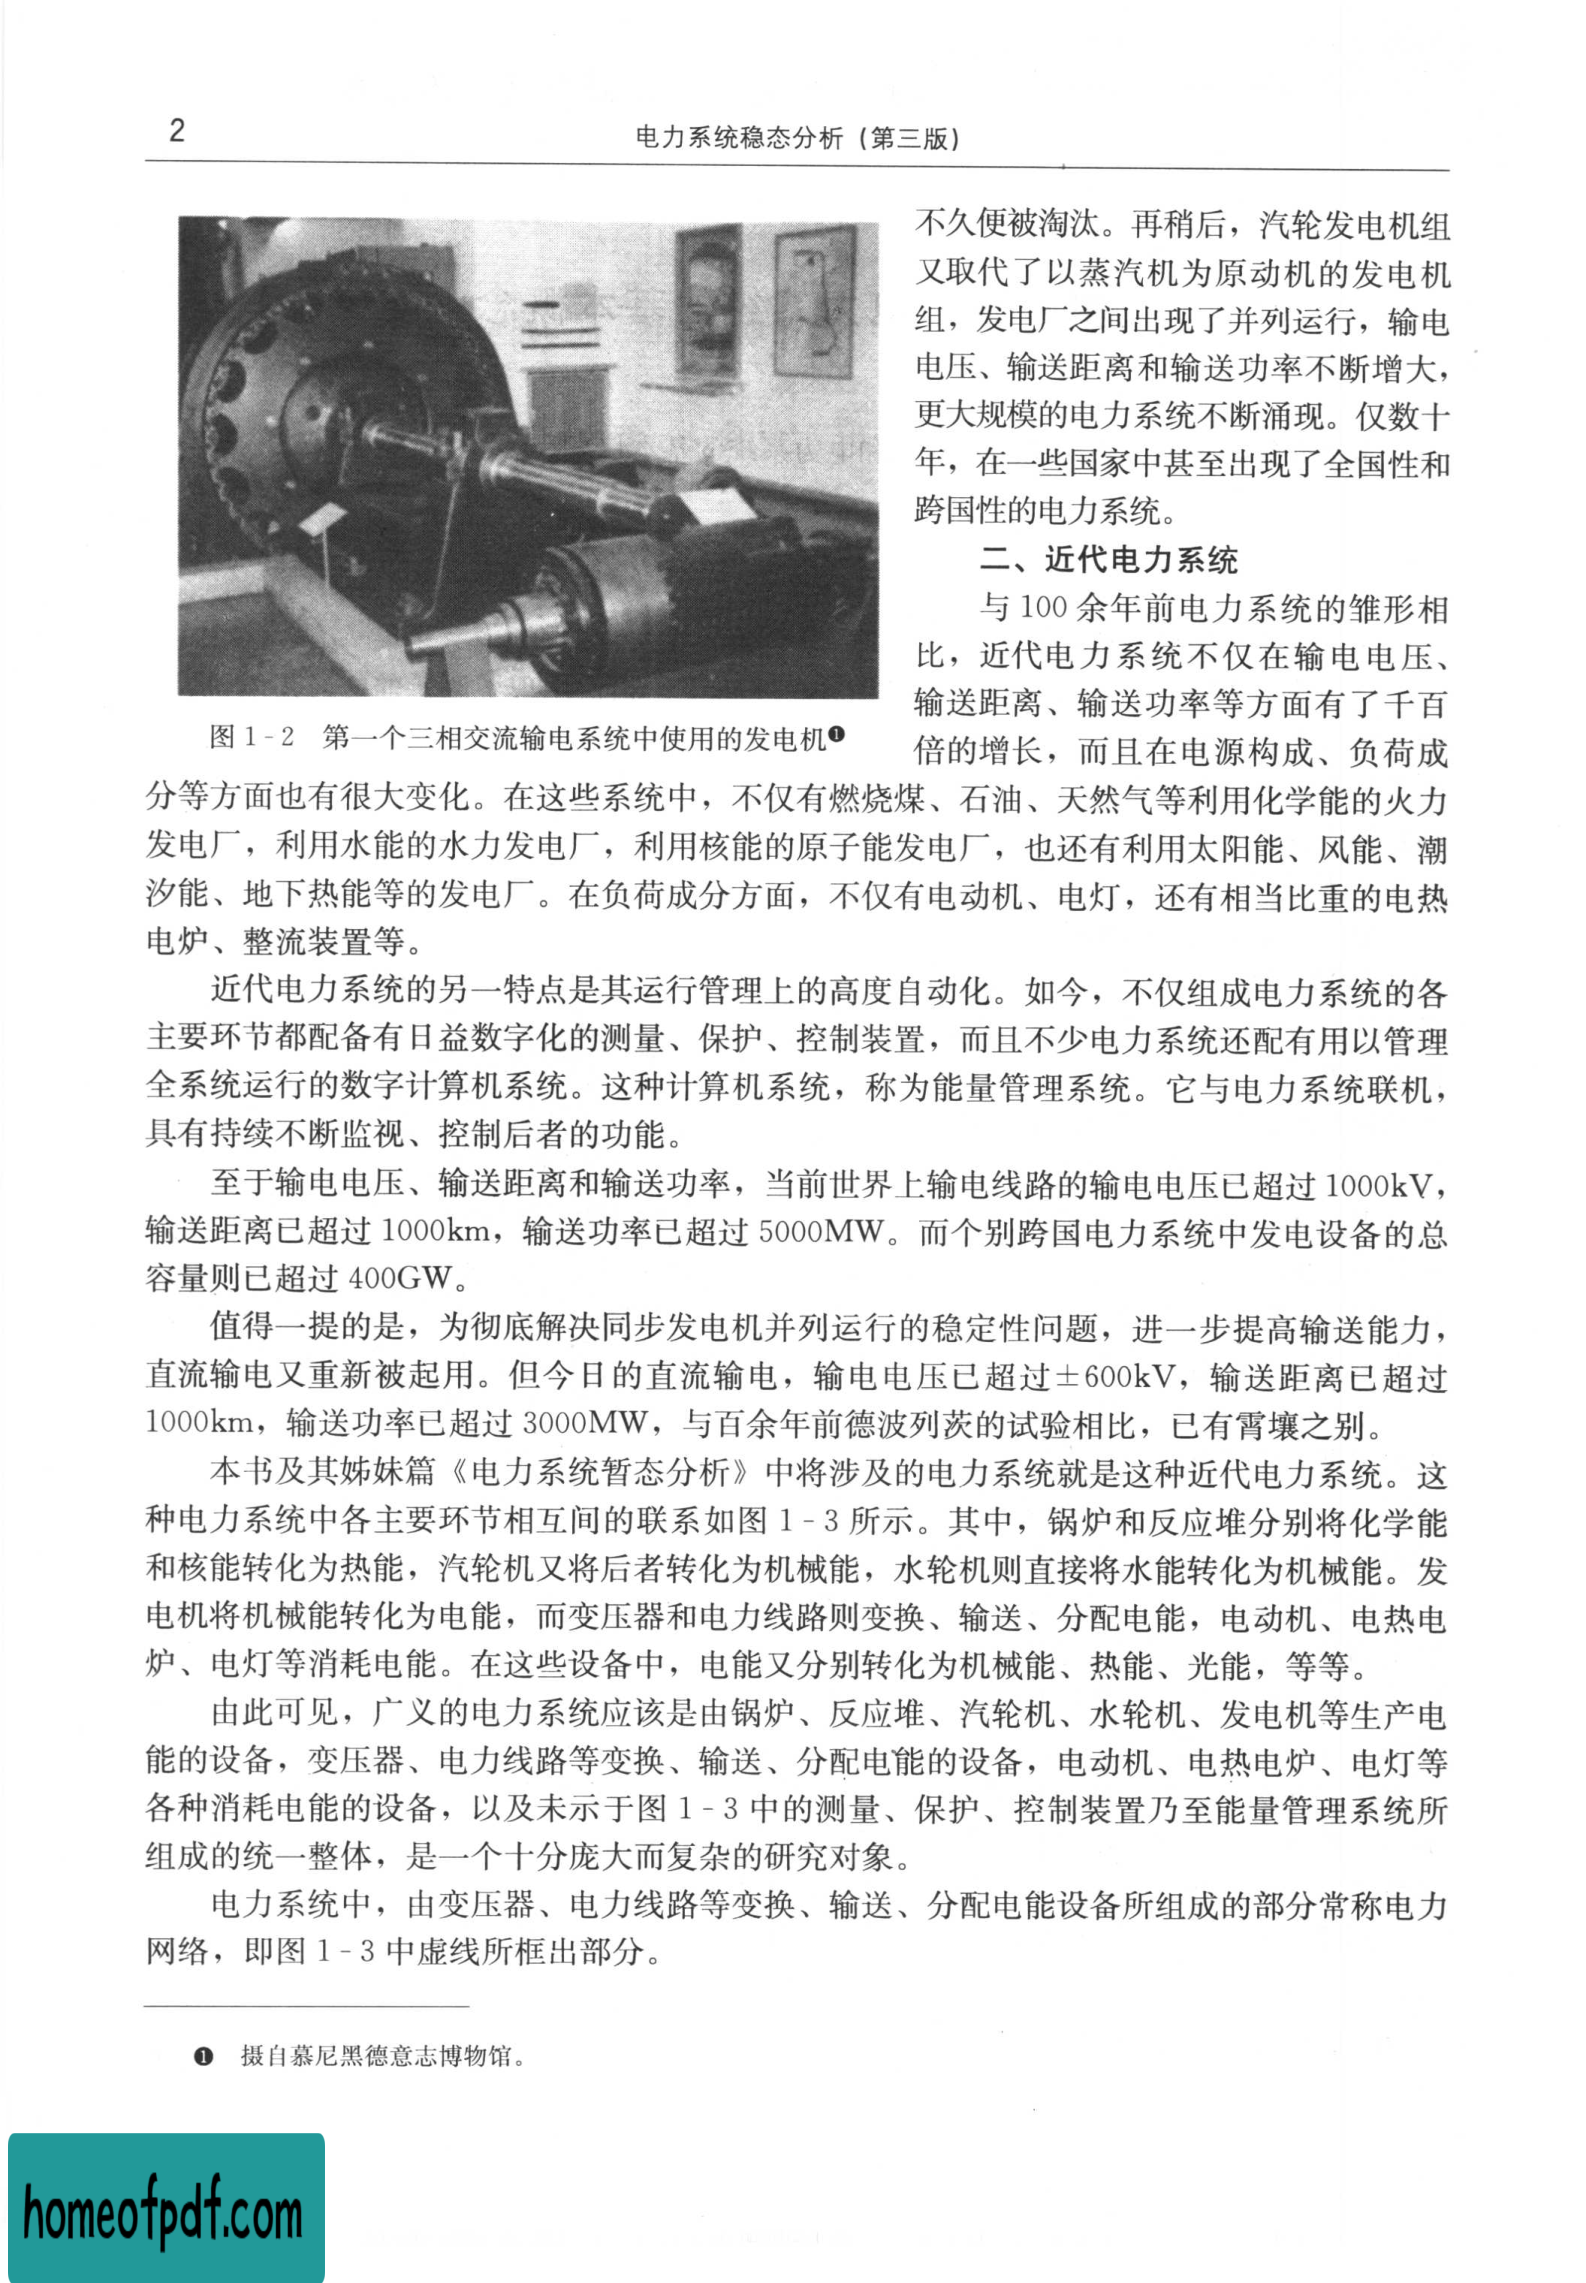 2
电力系统稳态分析（第三版）
不久便被淘汰。再稍后，汽轮发电机组
又取代了以蒸汽机为原动机的发电机
组，发电厂之间出现了并列运行，输电
电压、输送距离和输送功率不断增大，
更大规模的电力系统不断涌现。仅数十
年，在一些国家中甚至出现了全国性和
跨国性的电力系统。
二、近代电力系统
与 100 余年前电力系统的雏形相
比，近代电力系统不仅在输电电压、
输送距离、输送功率等方面有了千百
倍的增长，而且在电源构成、负荷成
图 1-2 第一个三相交流输电系统中使用的发电机❶
分等方面也有很大变化。在这些系统中，不仅有燃烧煤、石油、天然气等利用化学能的火力
发电厂，利用水能的水力发电厂，利用核能的原子能发电厂，也还有利用太阳能、风能、潮
汐能、地下热能等的发电厂。在负荷成分方面，不仅有电动机、电灯，还有相当比重的电热
电炉、整流装置等。
近代电力系统的另一特点是其运行管理上的高度自动化。如今，不仅组成电力系统的各
主要环节都配备有日益数字化的测量、保护、控制装置，而且不少电力系统还配有用以管理
全系统运行的数字计算机系统。这种计算机系统，称为能量管理系统。它与电力系统联机，
具有持续不断监视、控制后者的功能。
至于输电电压、输送距离和输送功率，当前世界上输电线路的输电电压已超过 1000kV，
输送距离已超过 1000km，输送功率已超过 5000MW。而个别跨国电力系统中发电设备的总
容量则已超过 400GW。
值得一提的是，为彻底解决同步发电机并列运行的稳定性问题，进一步提高输送能力，
直流输电又重新被起用。但今日的直流输电，输电电压已超过±600kV，输送距离已超过
1000km，输送功率已超过 3000MW，与百余年前德波列茨的试验相比，已有霄壤之别。
本书及其姊妹篇《电力系统暂态分析》中将涉及的电力系统就是这种近代电力系统。这
种电力系统中各主要环节相互间的联系如图 1-3 所示。其中，锅炉和反应堆分别将化学能
和核能转化为热能，汽轮机又将后者转化为机械能，水轮机则直接将水能转化为机械能。发
电机将机械能转化为电能，而变压器和电力线路则变换、输送、分配电能，电动机、电热电
炉、电灯等消耗电能。在这些设备中，电能又分别转化为机械能、热能、光能，等等。
由此可见，广义的电力系统应该是由锅炉、反应堆、汽轮机、水轮机、发电机等生产电
能的设备，变压器、电力线路等变换、输送、分配电能的设备，电动机、电热电炉、电灯等
各种消耗电能的设备，以及未示于图 1-3 中的测量、保护、控制装置乃至能量管理系统所
组成的统一整体，是一个十分庞大而复杂的研究对象。
电力系统中，由变压器、电力线路等变换、输送、分配电能设备所组成的部分常称电力
网络，即图 1-3 中虚线所框出部分。
❶ 摄自慕尼黑德意志博物馆。
homeofpdf.com